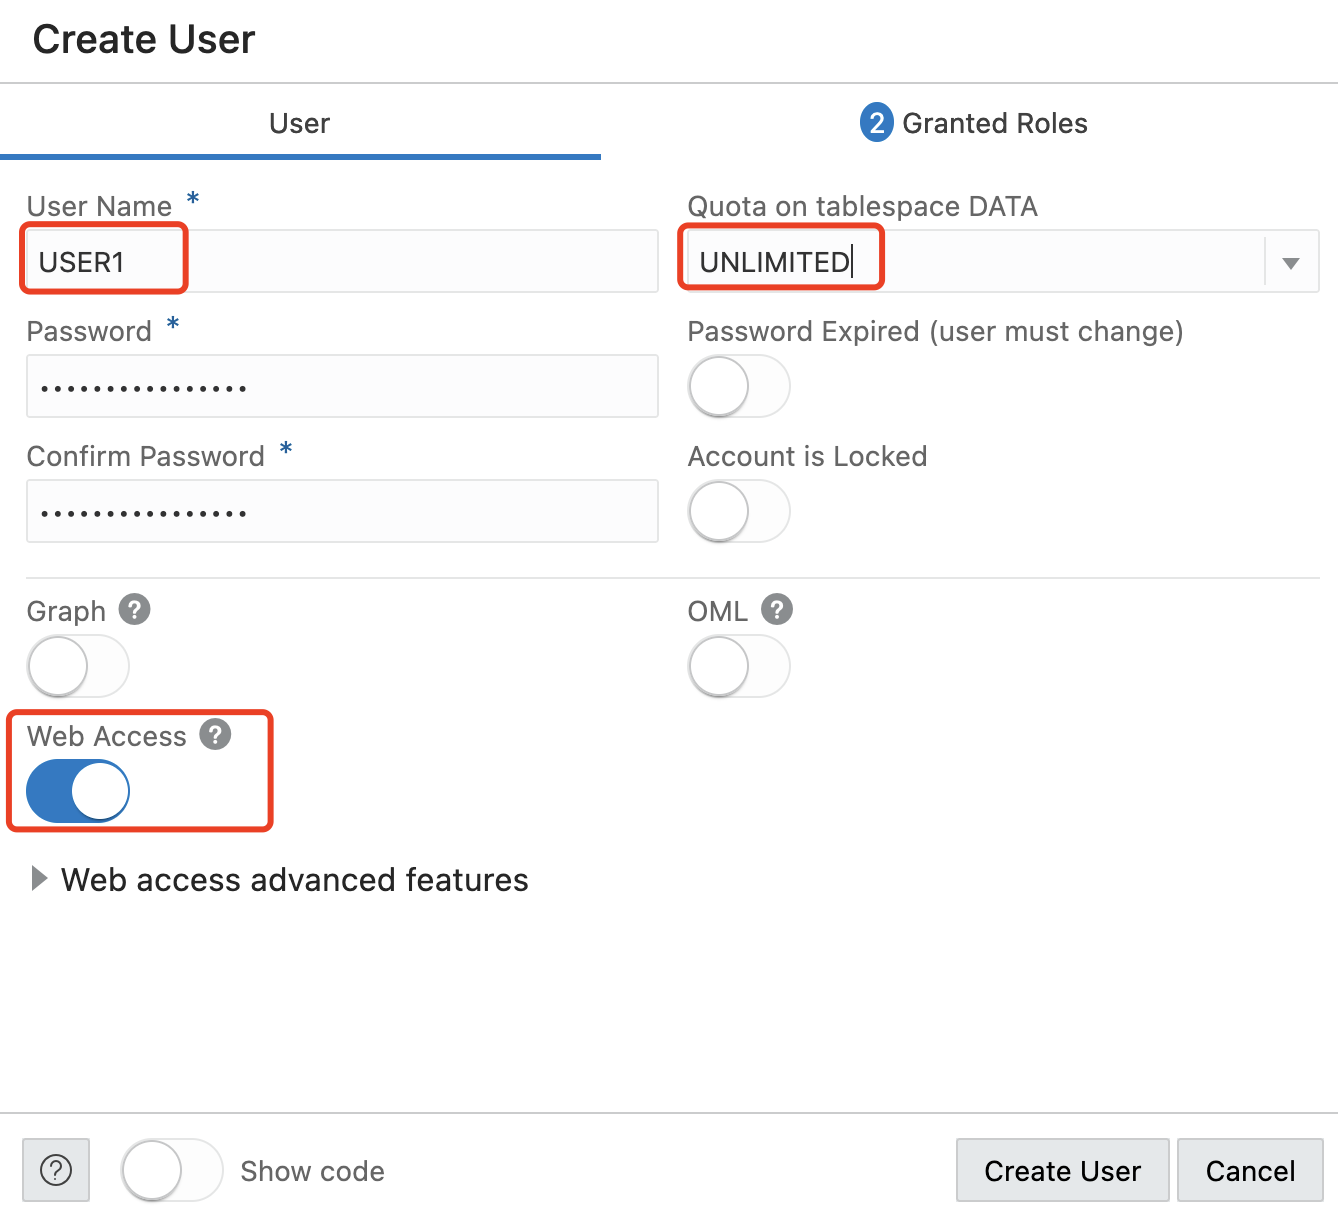 Create User
User
2 Granted Roles
User Name *
Quota on tablespace DATA
USER1
UNLIMITED
Password *
Password Expired (user must change)
••••••••••••••••
Confirm Password *
Account is Locked
••••••••••••••••
Graph ?
OML ?
Web Access ?
Web access advanced features
? Show code
Create User
Cancel